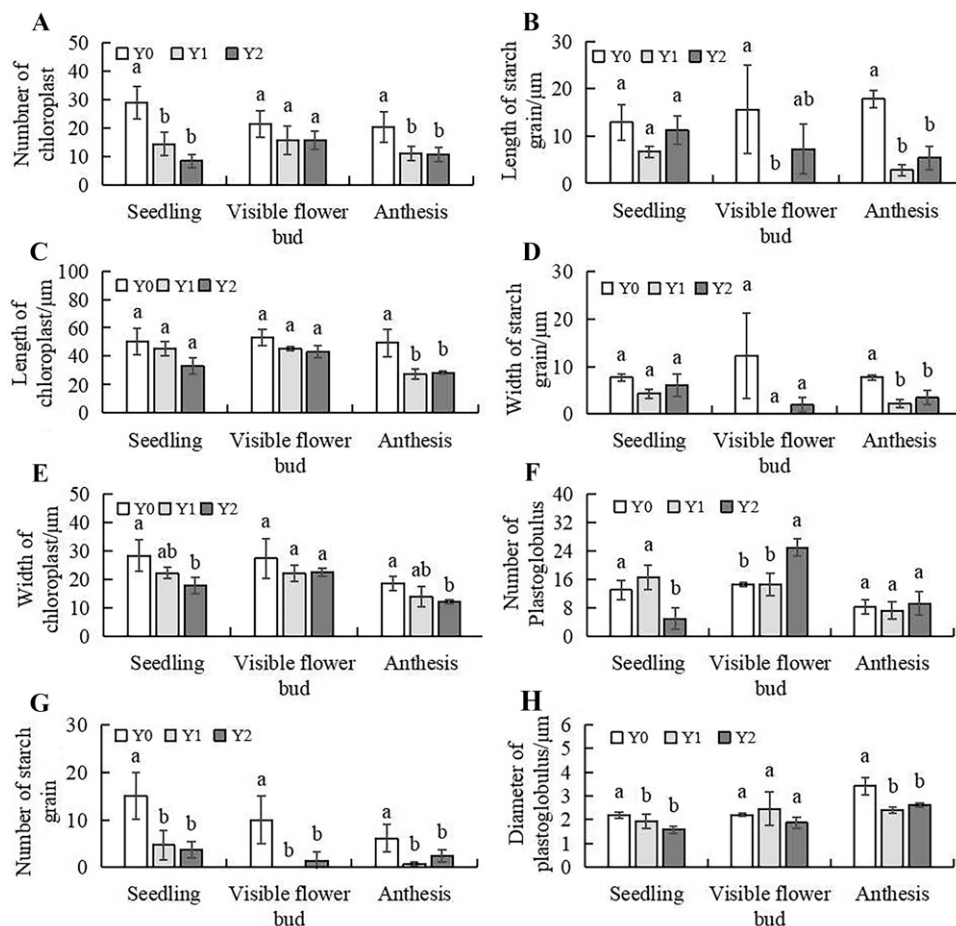 A
Y0 Y1 Y2
Numbner of
chloroplast
50
40
30
20
10
0
a b b
a a a
a b b
Seedling Visible flower Anthesis
bud
B
Y0 Y1 Y2
Length of starch
grain/μm
30
20
10
0
a a a
a b ab
a b b
Seedling Visible flower Anthesis
bud
C
Y0 Y1 Y2
Length of
chloroplast/μm
100
80
60
40
20
0
a a a
a a a
a b b
Seedling Visible flower Anthesis
bud
D
Y0 Y1 Y2
Width of starch
grain/μm
30
20
10
0
a a a
a a a
a b b
Seedling Visible flower Anthesis
bud
E
Y0 Y1 Y2
Width of
chloroplast/μm
50
40
30
20
10
0
a ab b
a a a
a ab b
Seedling Visible flower Anthesis
bud
F
Y0 Y1 Y2
Number of
Plastoglobulus
40
32
24
16
8
0
a a b
b b a
a a a
Seedling Visible flower Anthesis
bud
G
Y0 Y1 Y2
Number of starch
grain
30
20
10
0
a b b
a b b
a b b
Seedling Visible flower Anthesis
bud
H
Y0 Y1 Y2
Diameter of
plastoglobulus/μm
6
5
4
3
2
1
0
a b b
a a a
a b b
Seedling Visible flower Anthesis
bud